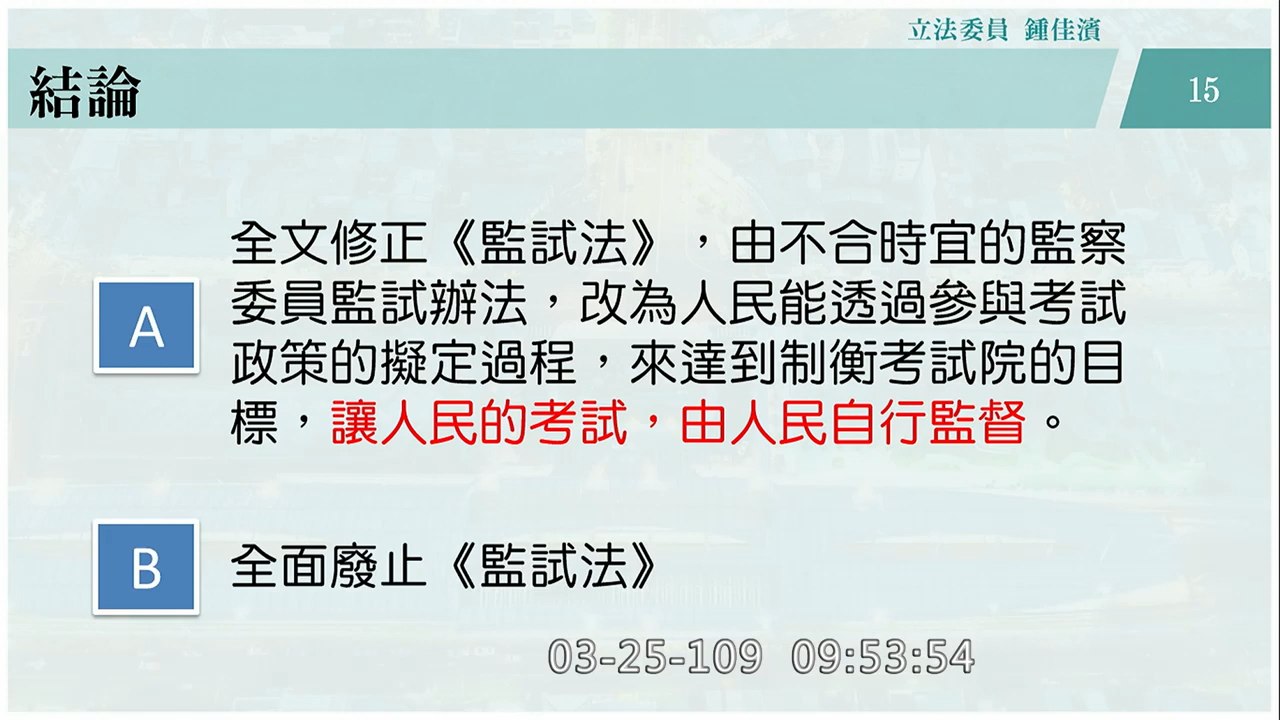 立法委員 鍾佳濱
結論
15
A
全文修正《監試法》，由不合時宜的監察
委員監試辦法，改為人民能透過參與考試
政策的擬定過程，來達到制衡考試院的目
標，讓人民的考試，由人民自行監督。
B
全面廢止《監試法》
03-25-109 09:53:54